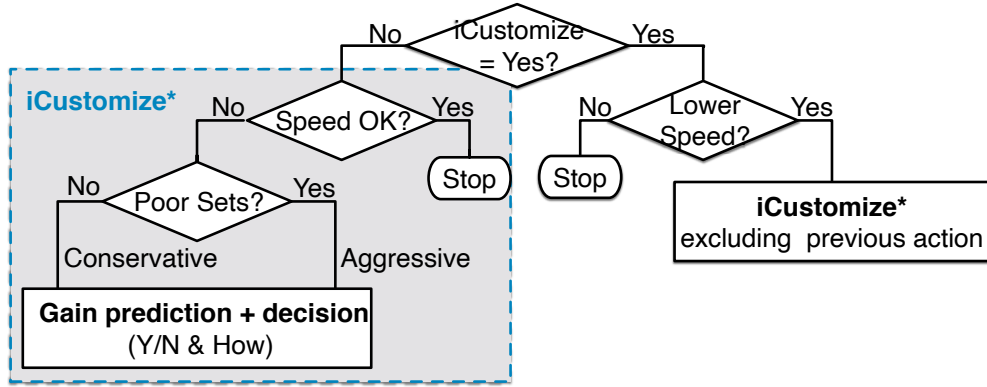 No
iCustomize
= Yes?
Yes
iCustomize*
No
Speed OK?
Yes
No
Lower
Speed?
Yes
Stop
Stop
No
Poor Sets?
Yes
iCustomize*
excluding previous action
Conservative
Aggressive
Gain prediction + decision
(Y/N & How)